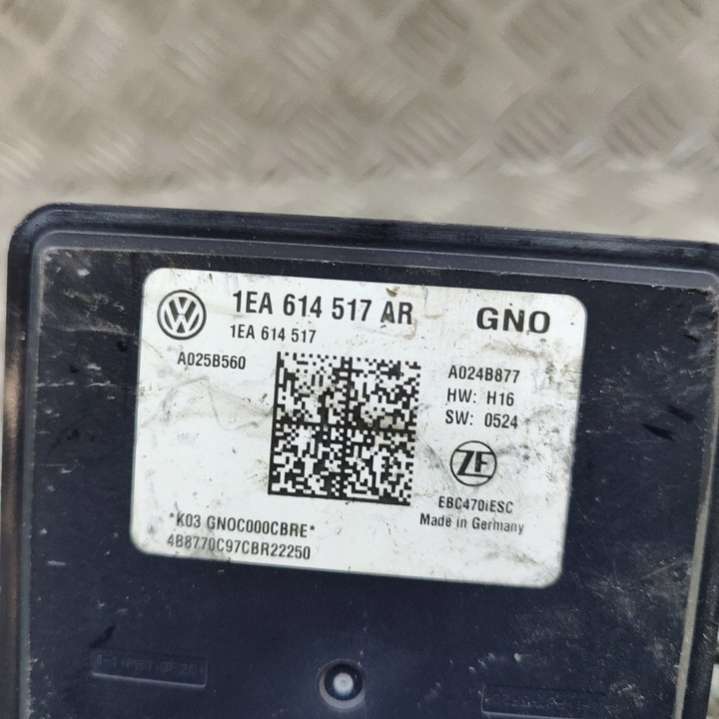 1EA 614 517 AR GNO
1EA 614 517
A025B560
A024B877
HW: H16
SW: 0524
ZF
EBC470iESC
Made in Germany
*K03 GNOC000CBRE*
4B8770C97CBR22250